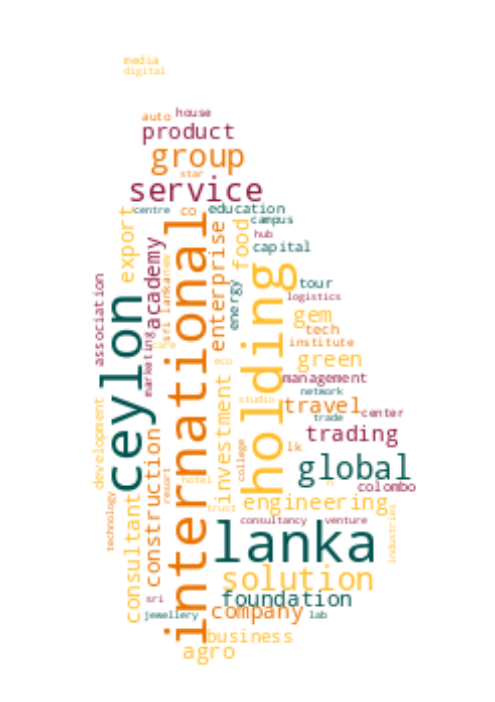 media
digital
auto
house
product
group
star
service
centre
co
education
campus
export
food
hub
capital
academy
enterprise
sri lankan
international
association
energy
tour
holding
logistics
ceylon
gem
tech
marketing
care
institute
eco
green
management
investment
network
studio
travel
center
trade
development
trading
construction
college
lk
global
resort
hotel
colombo
technology
consultant
engineering
trust
industries
consultancy
venture
lanka
solution
sri
foundation
jewellery
company
lab
business
agro